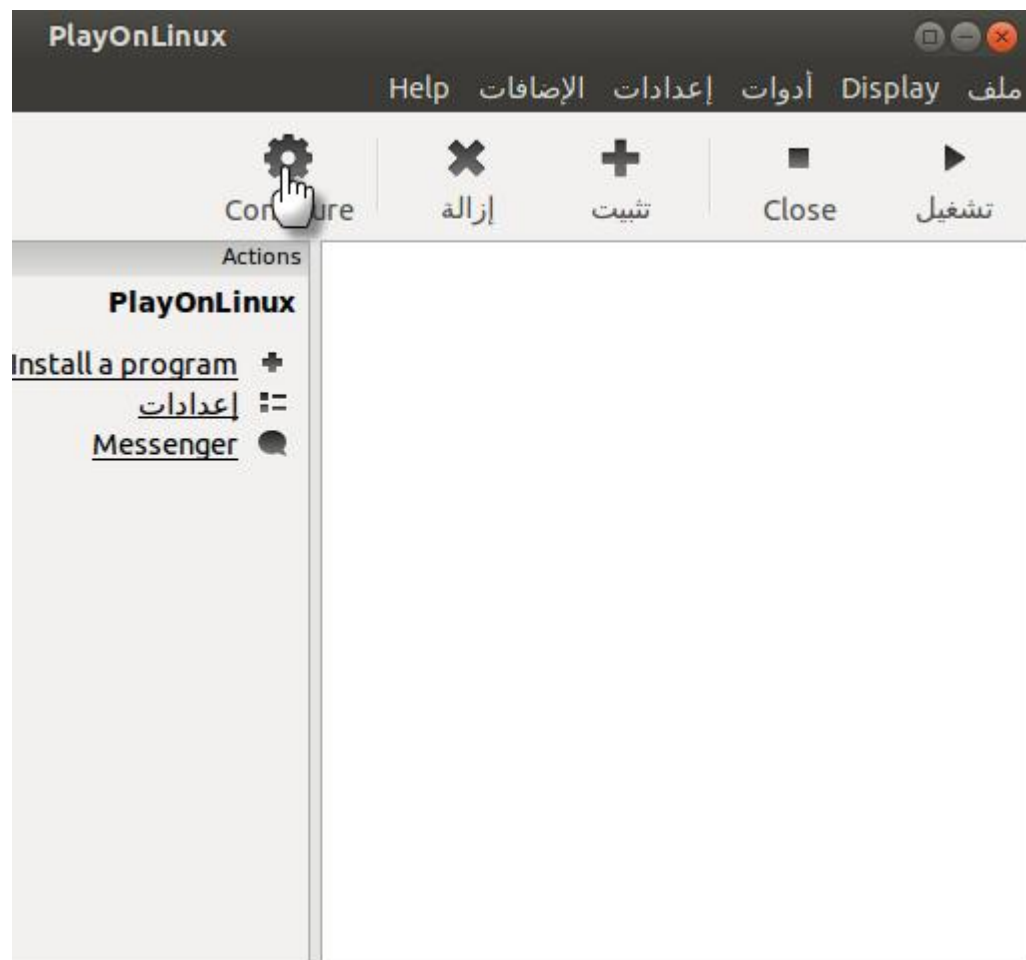 PlayOnLinux
ملف Display أدوات إعدادات الإضافات Help
تشغيل Close تثبيت إزالة
Actions
PlayOnLinux
Install a program
إعدادات
Messenger